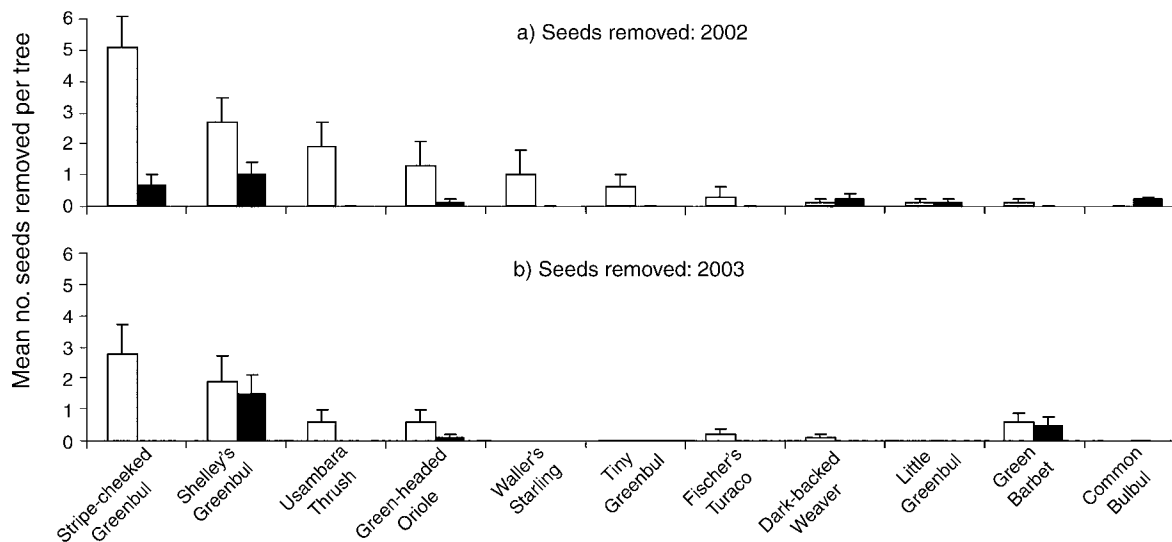 Mean no. seeds removed per tree
a) Seeds removed: 2002
6
5
4
3
2
1
0
b) Seeds removed: 2003
6
5
4
3
2
1
0
Stripe-cheeked
Greenbul
Shelley's
Greenbul
Usambara
Thrush
Green-headed
Oriole
Waller's
Starling
Tiny
Greenbul
Fischer's
Turaco
Dark-backed
Weaver
Little
Greenbul
Green
Barbet
Common
Bulbul